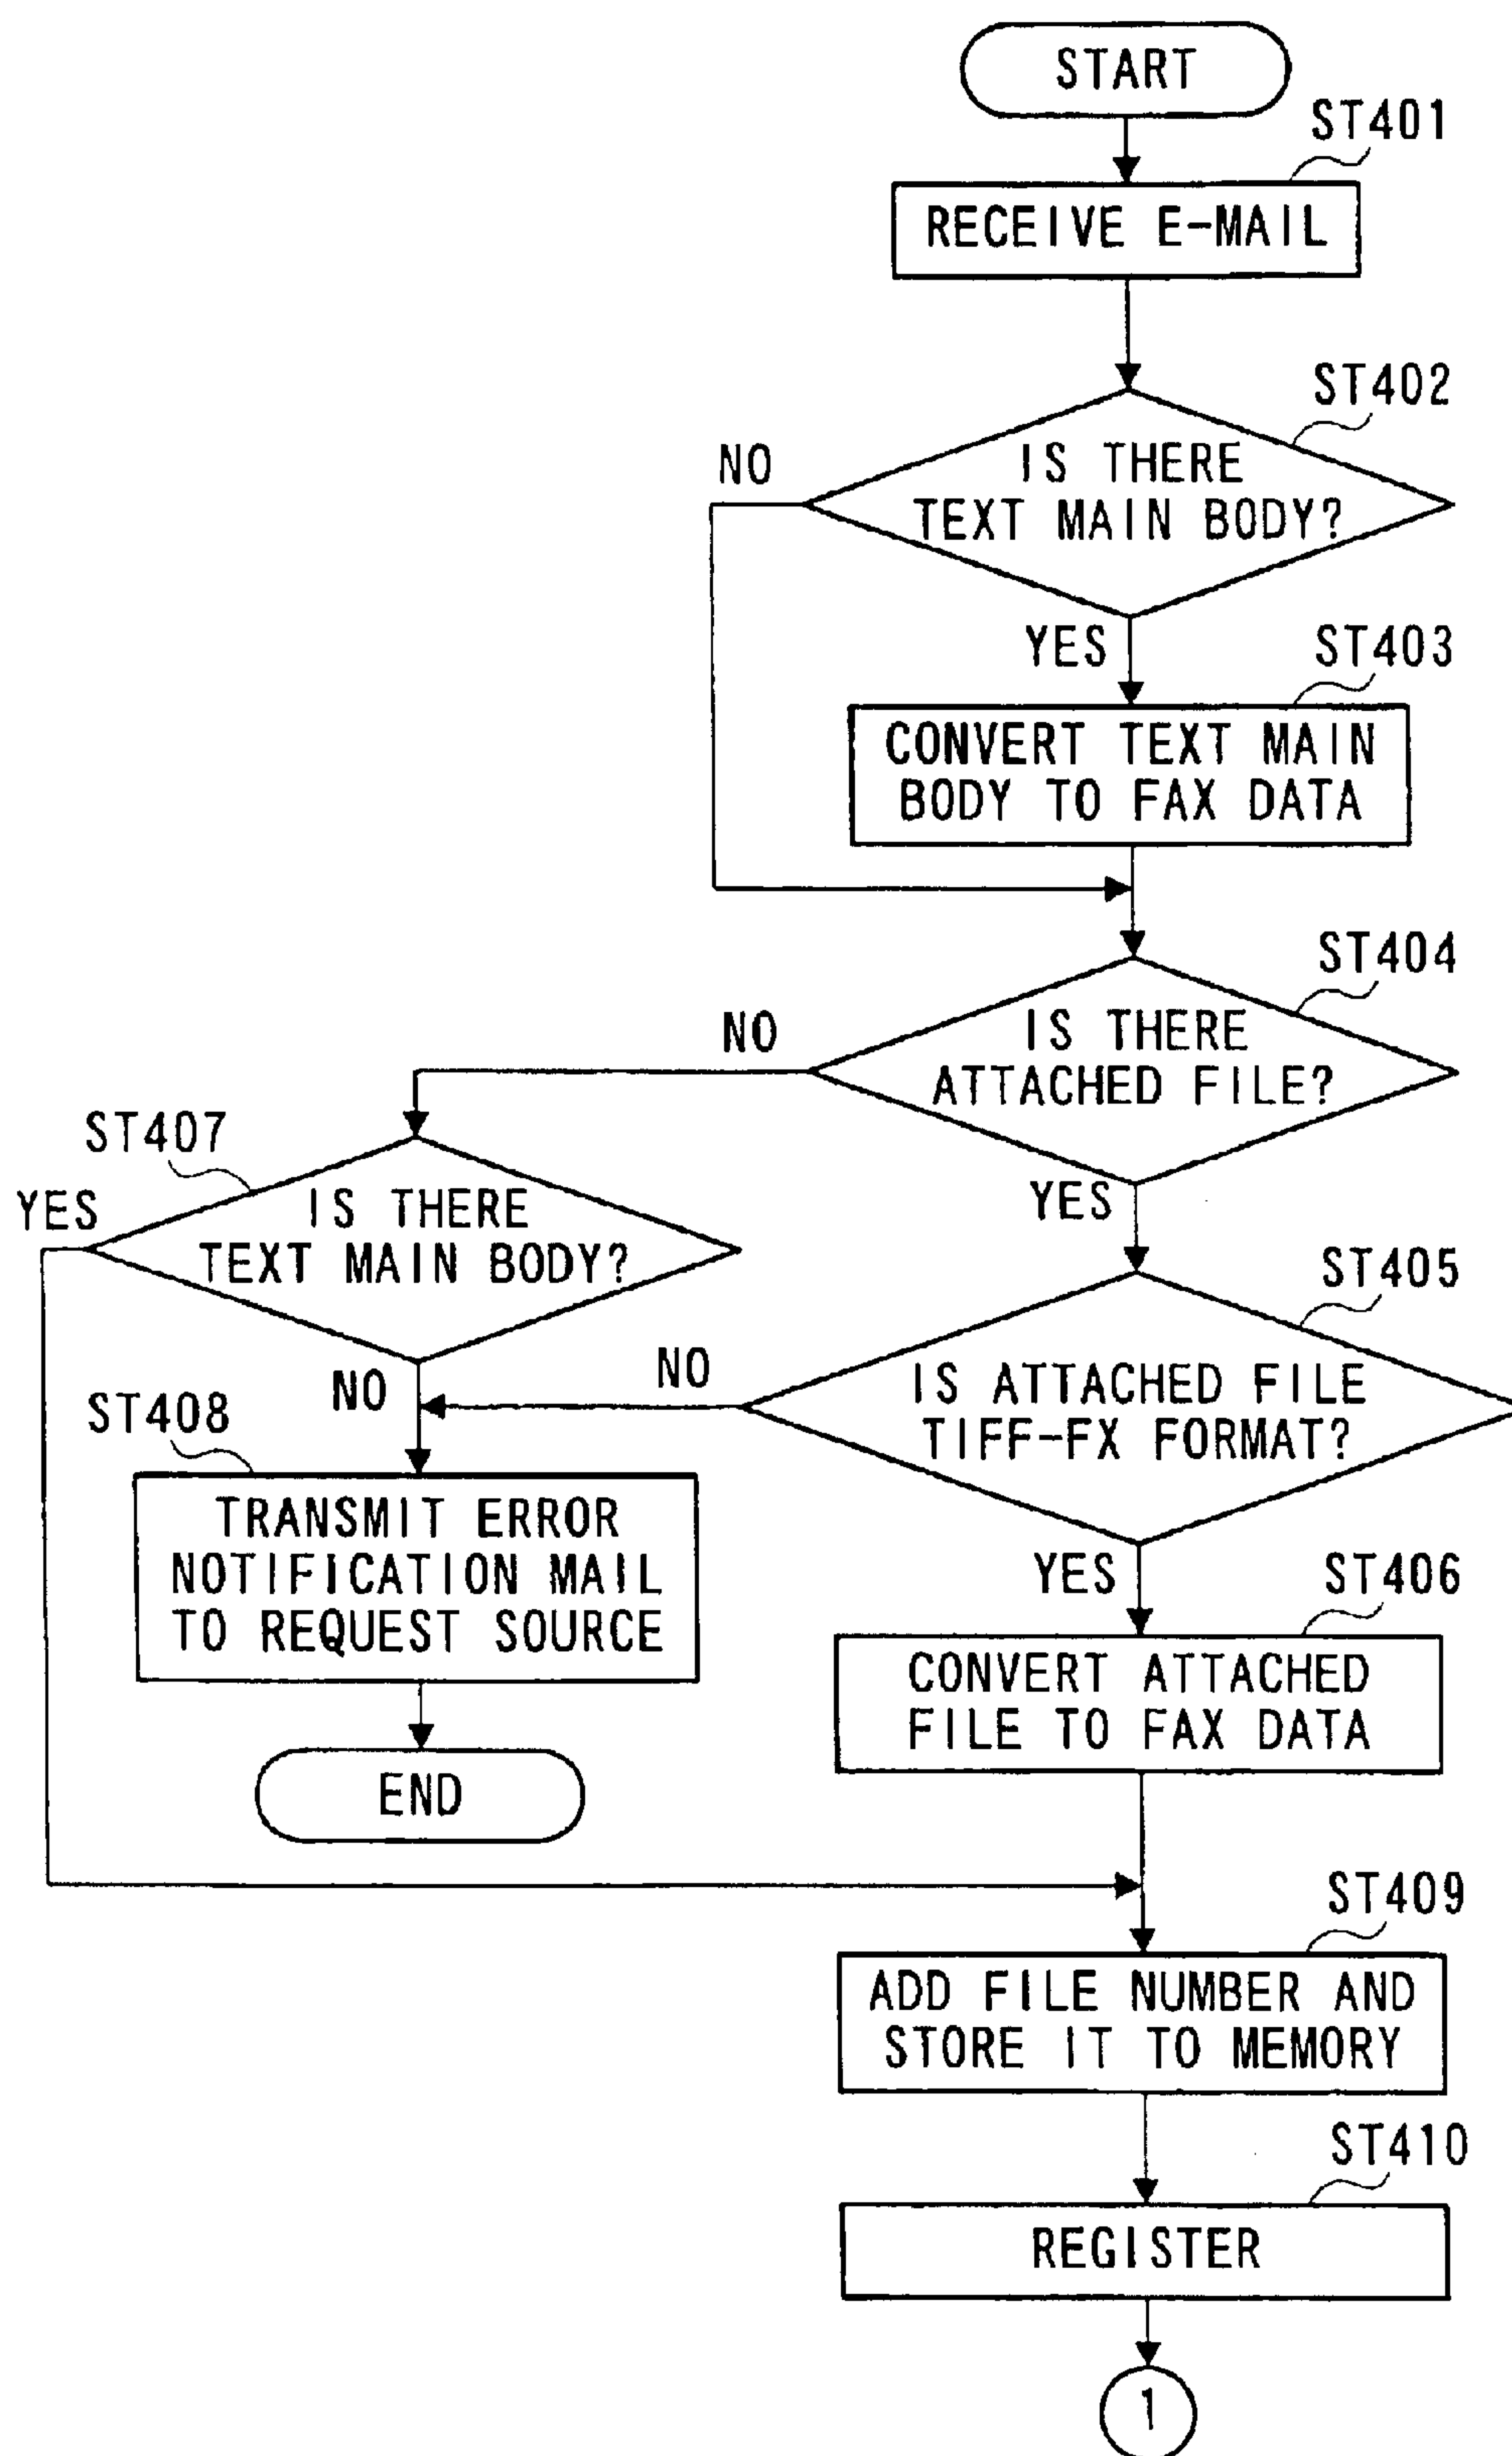 START
ST401
RECEIVE E-MAIL
ST402
NO
IS THERE
TEXT MAIN BODY?
YES
ST403
CONVERT TEXT MAIN
BODY TO FAX DATA
ST404
NO
IS THERE
ATTACHED FILE?
YES
ST407
YES
IS THERE
TEXT MAIN BODY?
NO
ST405
NO
IS ATTACHED FILE
TIFF-FX FORMAT?
YES
ST408
TRANSMIT ERROR
NOTIFICATION MAIL
TO REQUEST SOURCE
END
ST406
CONVERT ATTACHED
FILE TO FAX DATA
ST409
ADD FILE NUMBER AND
STORE IT TO MEMORY
ST410
REGISTER
1